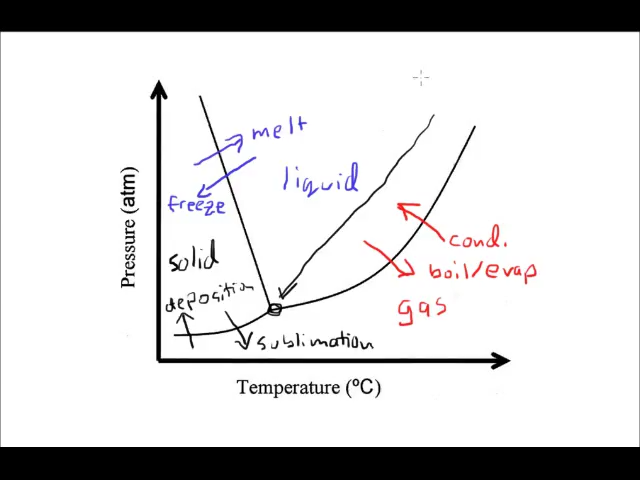 melt
liquid
freeze
solid
deposition
sublimation
cond.
boil/evap
gas
Pressure (atm)
Temperature (ºC)